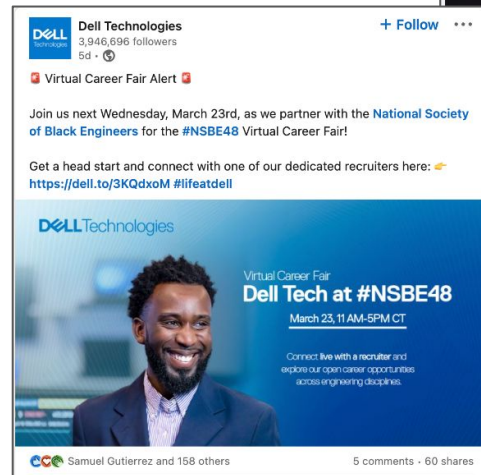 DELL
Technologies
Dell Technologies
3,946,696 followers
5d •
+ Follow •••
🚨 Virtual Career Fair Alert 🚨
Join us next Wednesday, March 23rd, as we partner with the National Society
of Black Engineers for the #NSBE48 Virtual Career Fair!
Get a head start and connect with one of our dedicated recruiters here: 👉
https://dell.to/3KQdxoM #lifeatdell
DELLTechnologies
Virtual Career Fair
Dell Tech at #NSBE48
March 23, 11 AM-5PM CT
Connect live with a recruiter and
explore our open career opportunities
across engineering disciplines.
Samuel Gutierrez and 158 others
5 comments • 60 shares